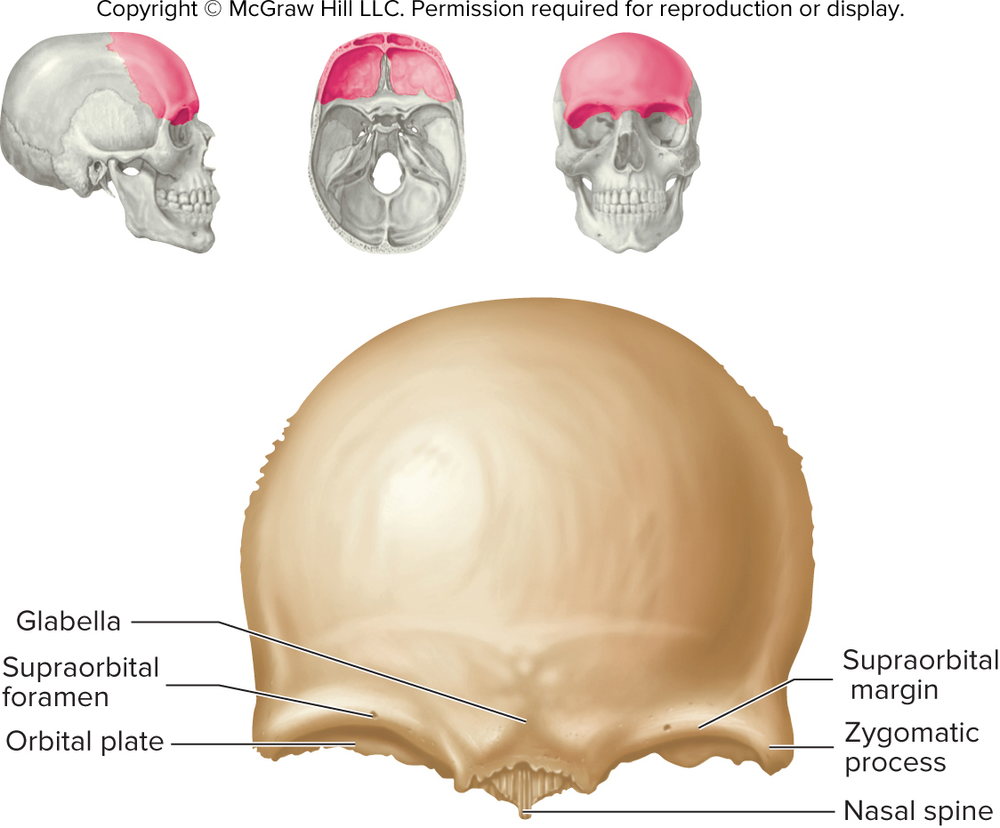 Copyright © McGraw Hill LLC. Permission required for reproduction or display.
Glabella
Supraorbital
foramen
Orbital plate
Supraorbital
margin
Zygomatic
process
Nasal spine